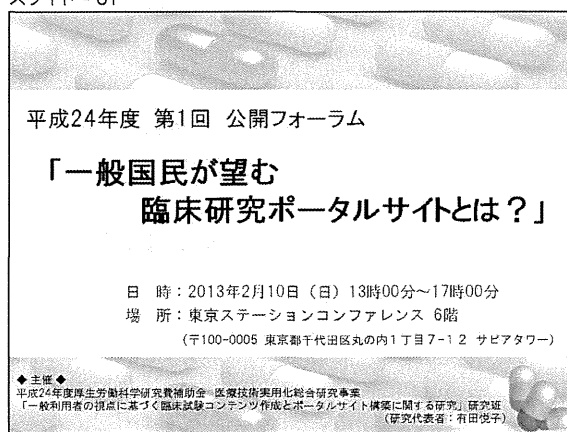 スライド 01
平成24年度 第1回 公開フォーラム
「一般国民が望む
臨床研究ポータルサイトとは？」
日 時：2013年2月10日（日）13時00分～17時00分
場 所：東京ステーションコンファレンス 6階
（〒100-0005 東京都千代田区丸の内1丁目7-12 サピアタワー）
◆主催◆
平成24年度厚生労働科学研究費補助金 医療技術実用化総合研究事業
「一般利用者の視点に基づく臨床試験コンテンツ作成とポータルサイト構築に関する研究」研究班
（研究代表者：有田悦子）